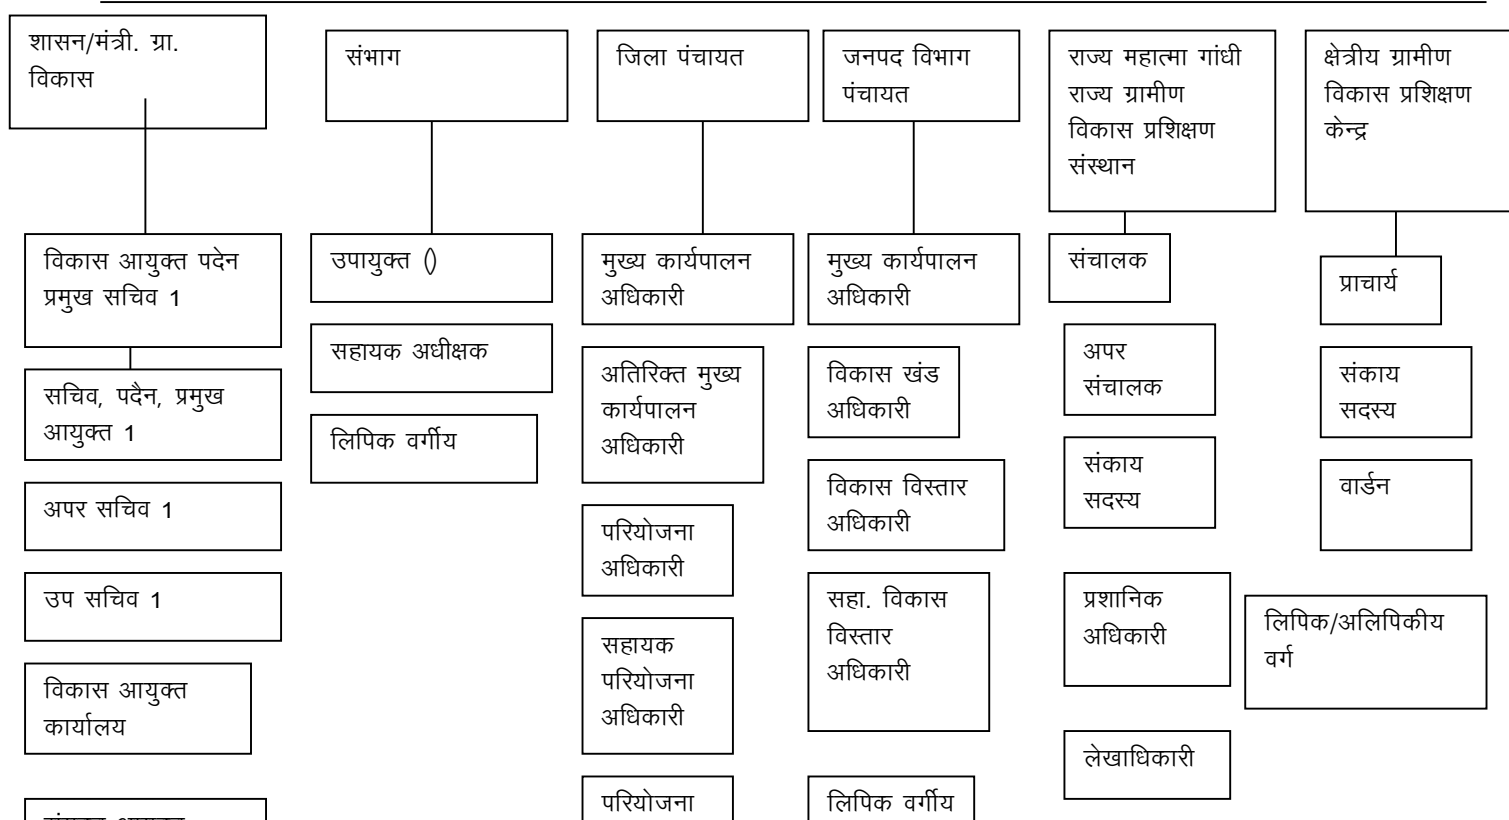 शासन/मंत्री. ग्रा.
विकास
संभाग
जिला पंचायत
जनपद विभाग
पंचायत
राज्य महात्मा गांधी
राज्य ग्रामीण
विकास प्रशिक्षण
संस्थान
क्षेत्रीय ग्रामीण
विकास प्रशिक्षण
केन्द्र
विकास आयुक्त पदेन
प्रमुख सचिव 1
सचिव, पदैन, प्रमुख
आयुक्त 1
अपर सचिव 1
उप सचिव 1
विकास आयुक्त
कार्यालय
उपायुक्त ()
सहायक अधीक्षक
लिपिक वर्गीय
मुख्य कार्यपालन
अधिकारी
अतिरिक्त मुख्य
कार्यपालन
अधिकारी
परियोजना
अधिकारी
सहायक
परियोजना
अधिकारी
परियोजना
मुख्य कार्यपालन
अधिकारी
विकास खंड
अधिकारी
विकास विस्तार
अधिकारी
सहा. विकास
विस्तार
अधिकारी
लिपिक वर्गीय
संचालक
अपर
संचालक
संकाय
सदस्य
प्रशानिक
अधिकारी
लेखाधिकारी
प्राचार्य
संकाय
सदस्य
वार्डन
लिपिक/अलिपिकीय
वर्ग